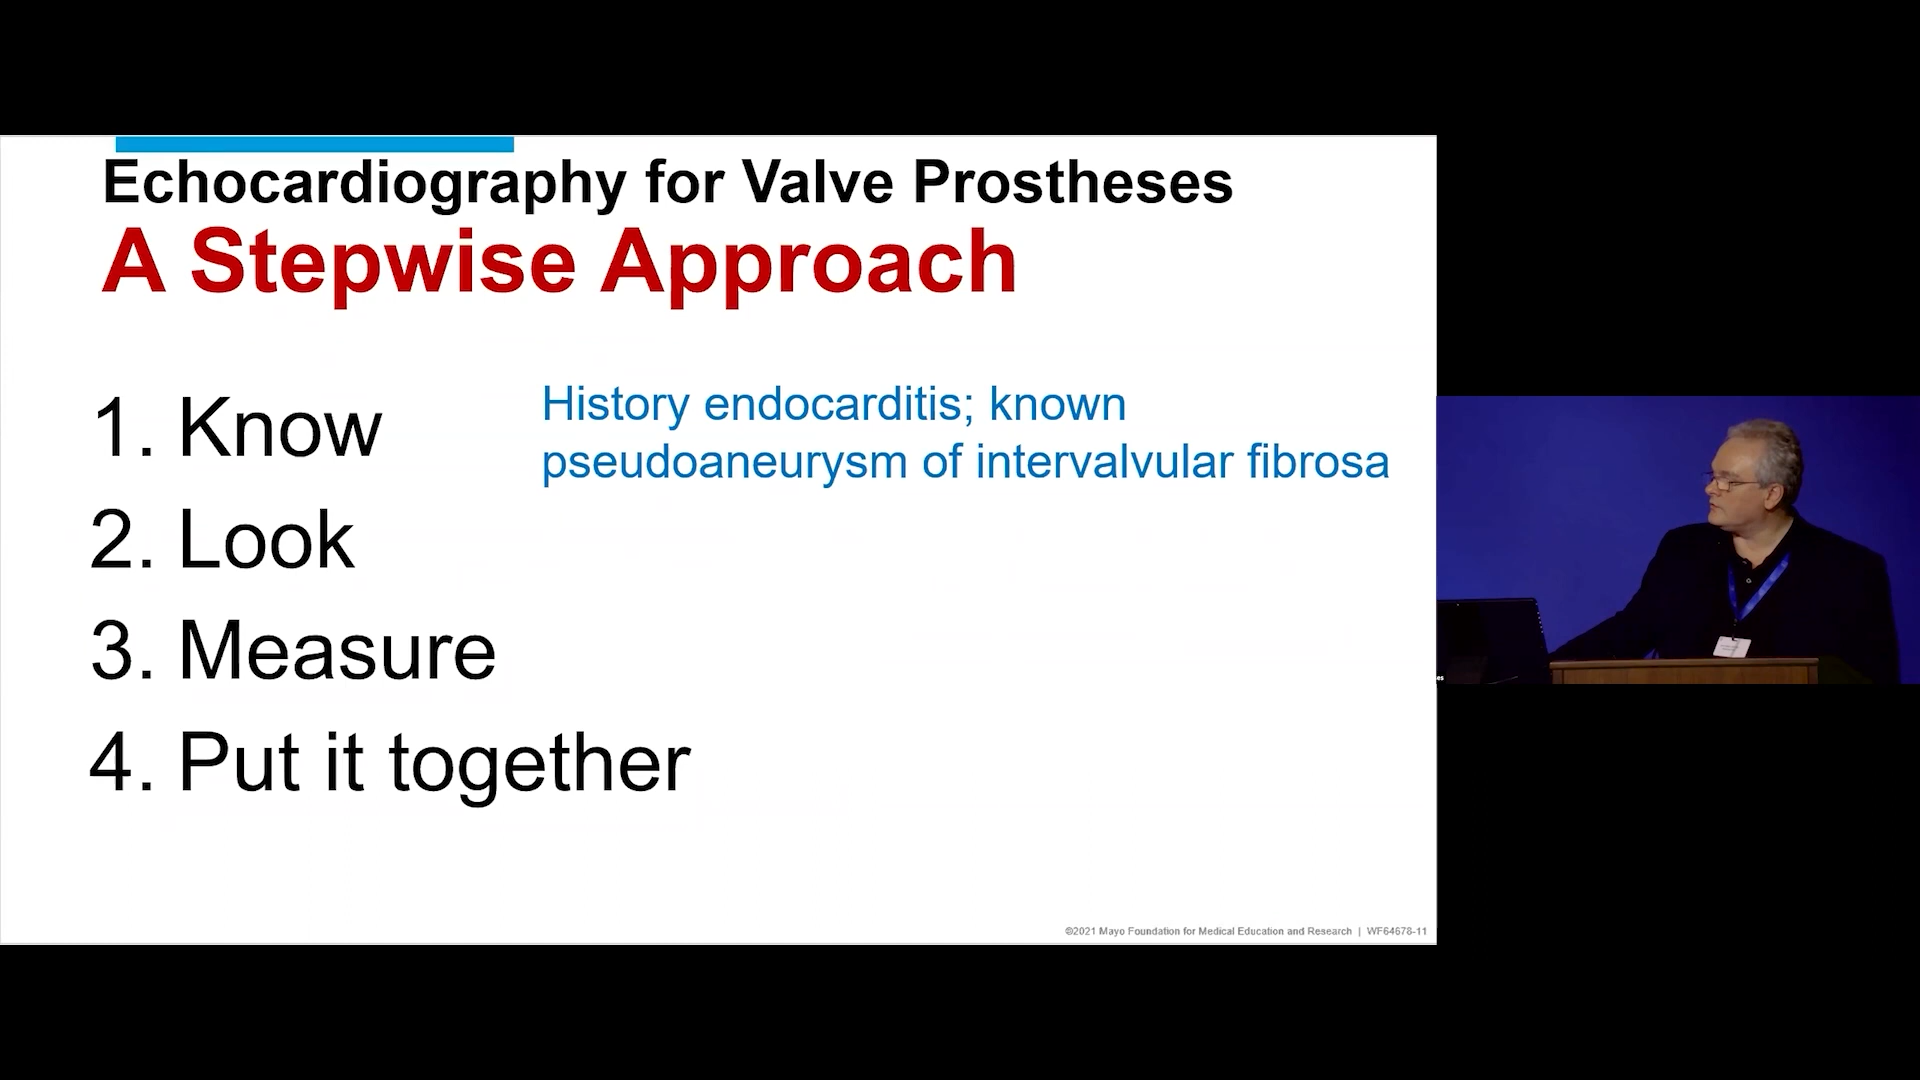 Echocardiography for Valve Prostheses
A Stepwise Approach
1. Know
History endocarditis; known
pseudoaneurysm of intervalvular fibrosa
2. Look
3. Measure
4. Put it together
©2021 Mayo Foundation for Medical Education and Research | WF64678-11